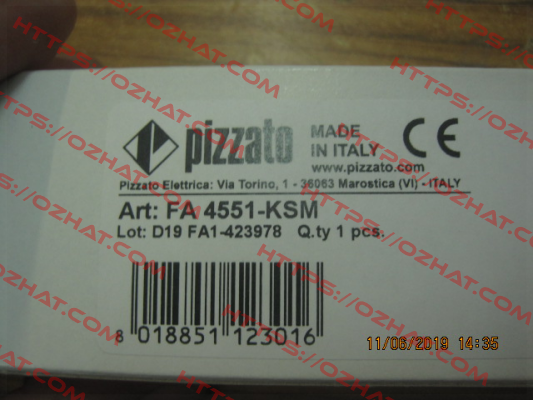 pizzato
MADE
IN ITALY
CE
www.pizzato.com
Pizzato Elettrica: Via Torino, 1 - 36063 Marostica (VI) - ITALY
Art: FA 4551-KSM
Lot: D19 FA1-423978 Q.ty 1 pcs.
8 018851 123016
11/06/2019 14:35
HTTPS://OZHAT.COM